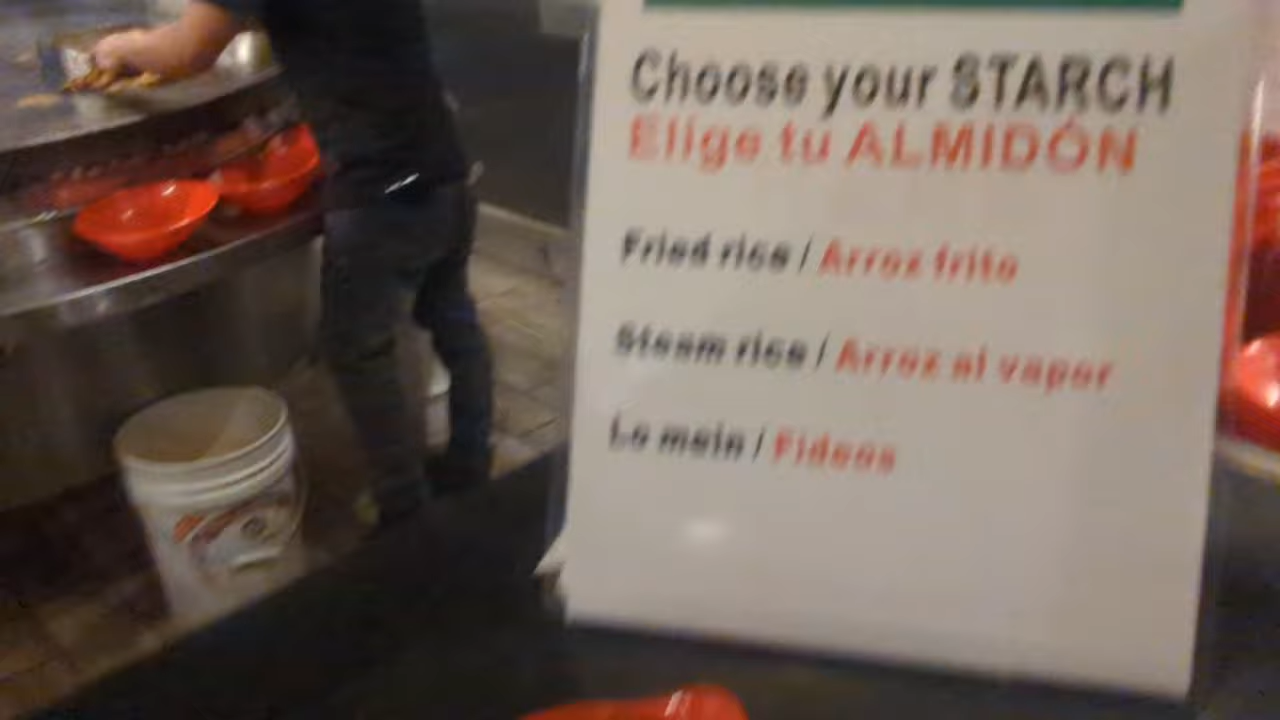 Choose your STARCH
Elige tu ALMIDÓN
Fried rice / Arroz frito
Steam rice / Arroz al vapor
Lo mein / Fideos